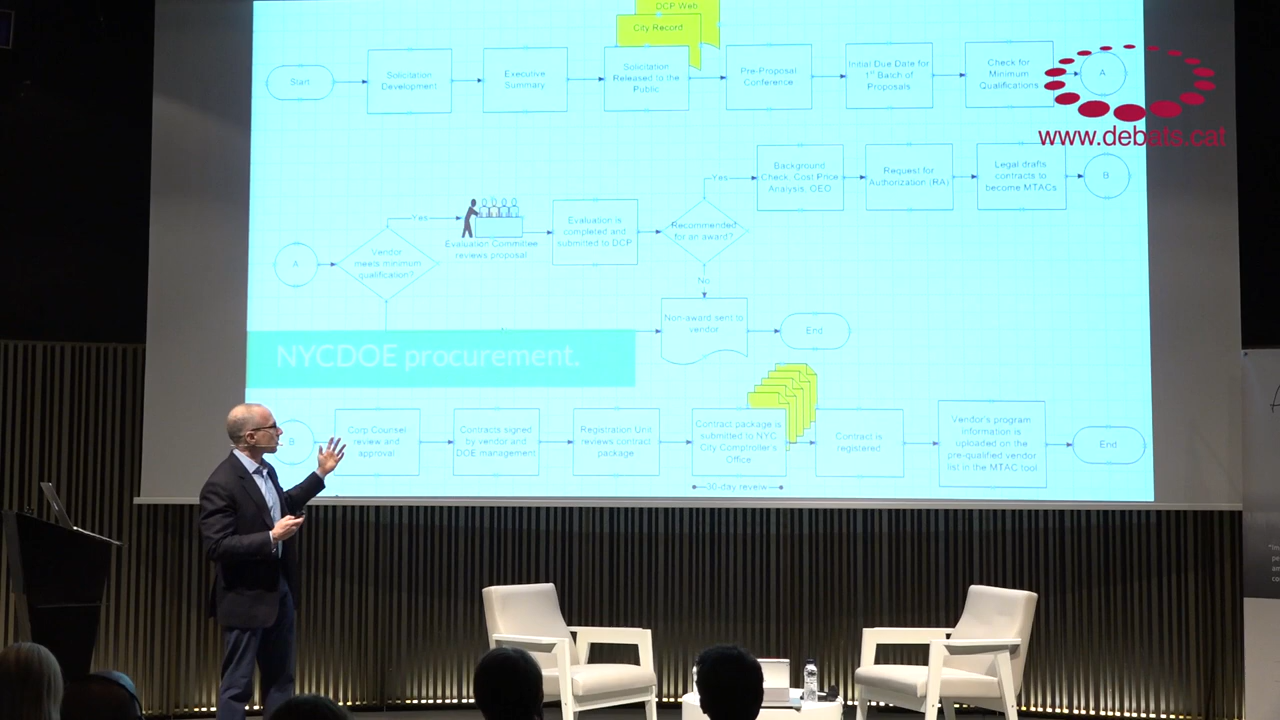 DCP Web
City Record
Start
Solicitation
Development
Executive
Summary
Solicitation
Released to the
Public
Pre-Proposal
Conference
Initial Due Date for
1st Batch of
Proposals
Check for
Minimum
Qualifications
A
www.debats.cat
A
Vendor
meets minimum
qualification?
Yes
Evaluation Committee
reviews proposal
Evaluation is
completed and
submitted to DCP
Recommended
for an award?
Yes
Background
Check, Cost Price
Analysis, OEO
Request for
Authorization (RA)
Legal drafts
contracts to
become MTACs
B
No
Non-award sent to
vendor
End
NYCDOE procurement.
B
Corp Counsel
review and
approval
Contracts signed
by vendor and
DOE management
Registration Unit
reviews contract
package
Contract package is
submitted to NYC
City Comptroller's
Office
30-day reveiw
Contract is
registered
Vendor's program
information is
uploaded on the
pre-qualified vendor
list in the MTAC tool
End